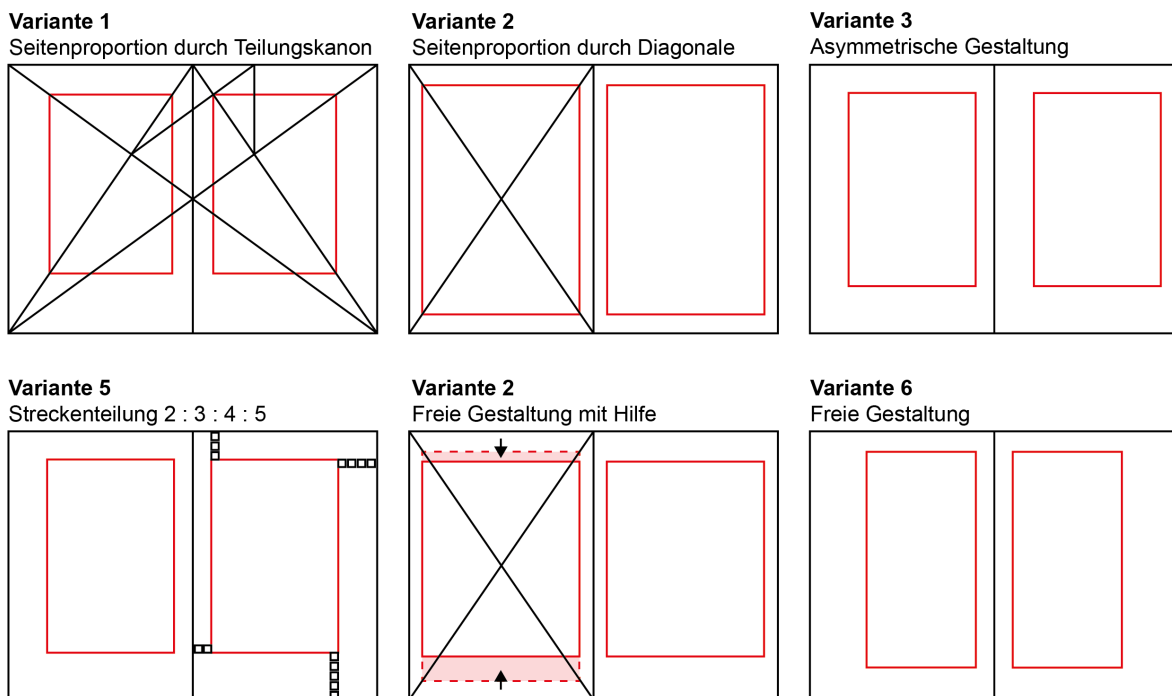 Variante 1
Seitenproportion durch Teilungskanon
Variante 2
Seitenproportion durch Diagonale
Variante 3
Asymmetrische Gestaltung
Variante 5
Streckenteilung 2 : 3 : 4 : 5
Variante 2
Freie Gestaltung mit Hilfe
Variante 6
Freie Gestaltung